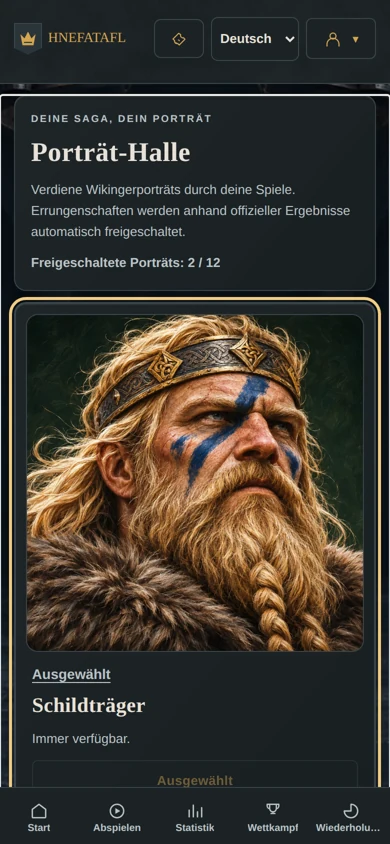 HNEFATAFL
Deutsch
DEINE SAGA, DEIN PORTRÄT
Porträt-Halle
Verdiene Wikingerporträts durch deine Spiele.
Errungenschaften werden anhand offizieller Ergebnisse
automatisch freigeschaltet.
Freigeschaltete Porträts: 2 / 12
Ausgewählt
Schildträger
Immer verfügbar.
Ausgewählt
Start
Abspielen
Statistik
Wettkampf
Wiederholu…